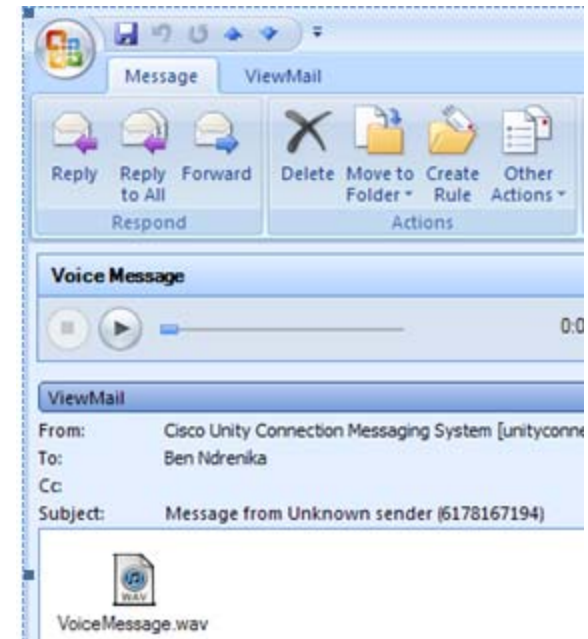 Message ViewMail
Reply Reply to All Forward Delete Move to Folder Create Rule Other Actions
Respond Actions
Voice Message
0:0
ViewMail
From: Cisco Unity Connection Messaging System [unityconne
To: Ben Ndrenika
Cc:
Subject: Message from Unknown sender (6178167194)
WAV
VoiceMessage.wav